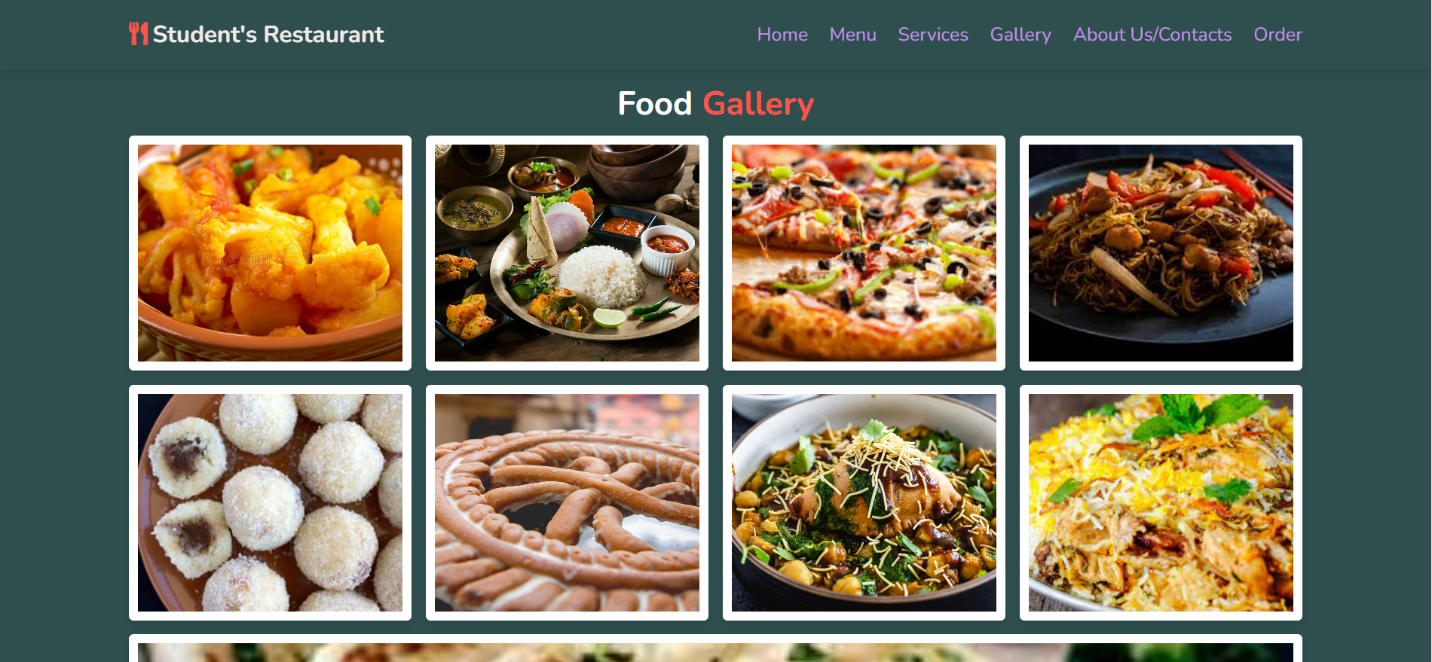 Student's Restaurant
Home Menu Services Gallery About Us/Contacts Order
Food Gallery